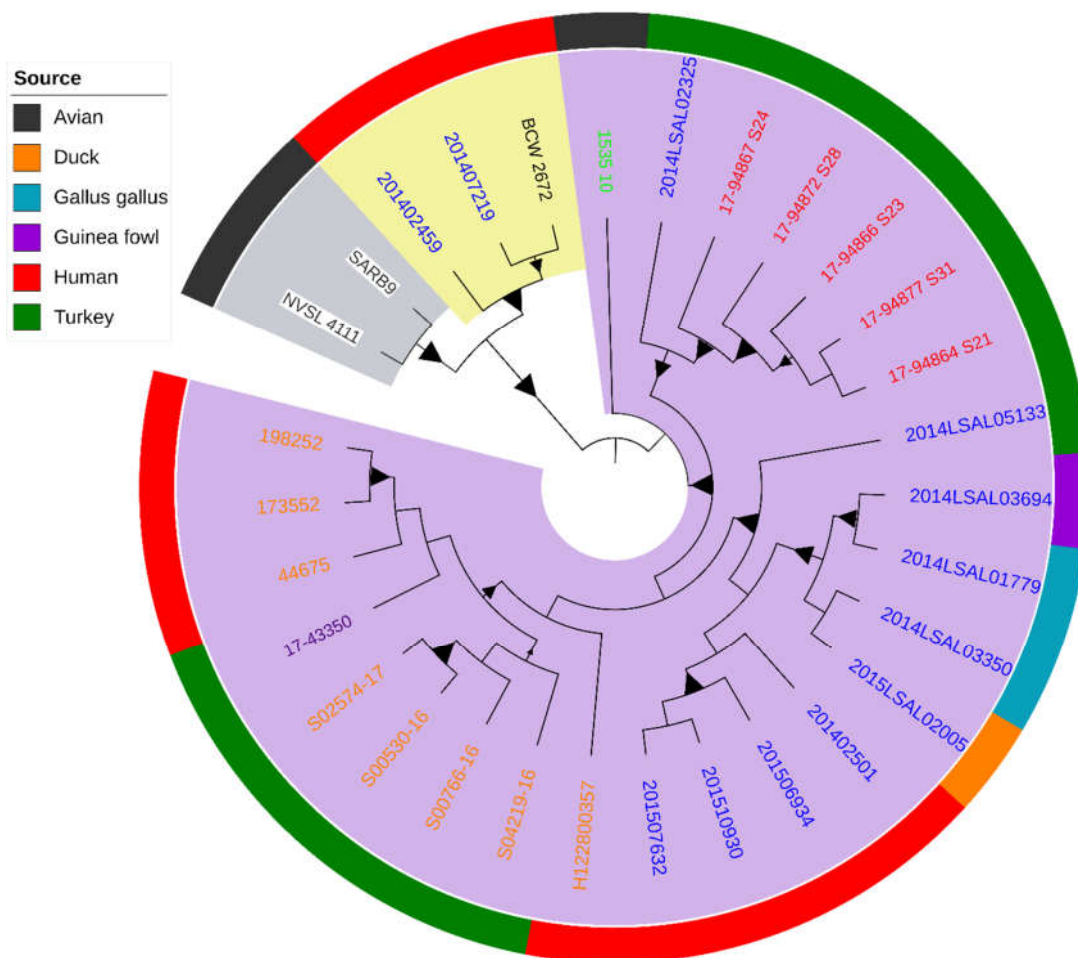 Source
Avian
Duck
Gallus gallus
Guinea fowl
Human
Turkey
NVSL 4111
SARB9
201402459
201407219
BCW 2672
1535 10
2014LSAL02325
17-94867 S24
17-94872 S28
17-94866 S23
17-94877 S31
17-94864 S21
2014LSAL05133
2014LSAL03694
2014LSAL01779
2014LSAL03350
2015LSAL02005
201402501
201506934
201510930
201507632
H122800357
S04219-16
S00766-16
S00530-16
S02574-17
17-43350
44675
173552
198252